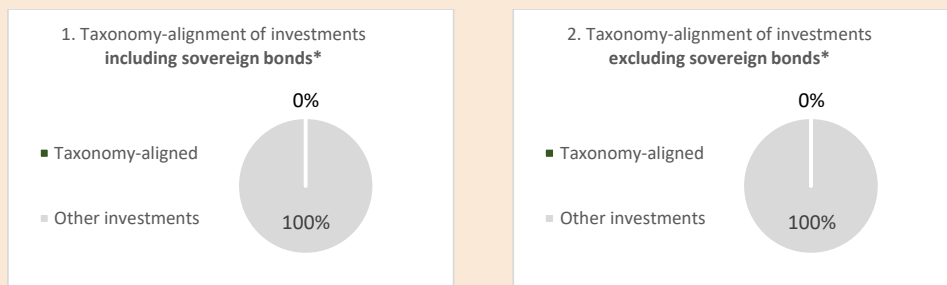 1. Taxonomy-alignment of investments
including sovereign bonds*
0%
Taxonomy-aligned
Other investments
100%
2. Taxonomy-alignment of investments
excluding sovereign bonds*
0%
Taxonomy-aligned
Other investments
100%